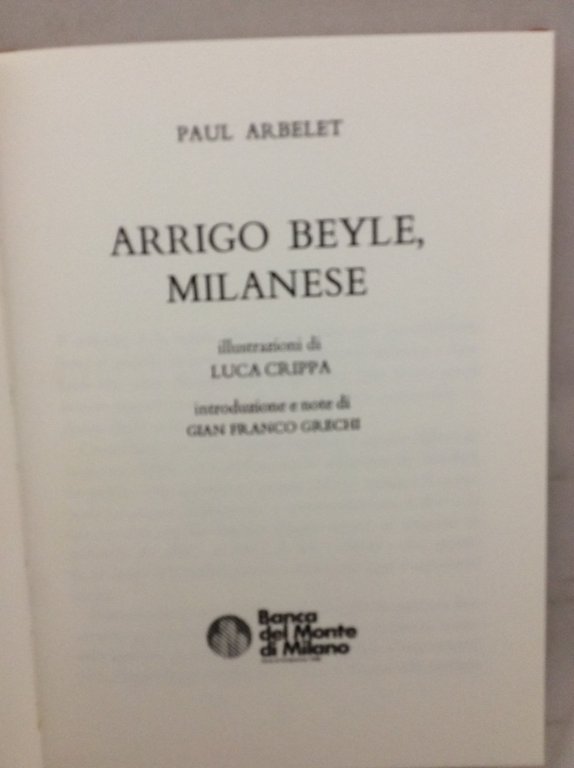 PAUL ARBELET
ARRIGO BEYLE,
MILANESE
illustrazioni di
LUCA CRIPPA
introduzione e note di
GIAN FRANCO GRECHI
Banca
del Monte
di Milano